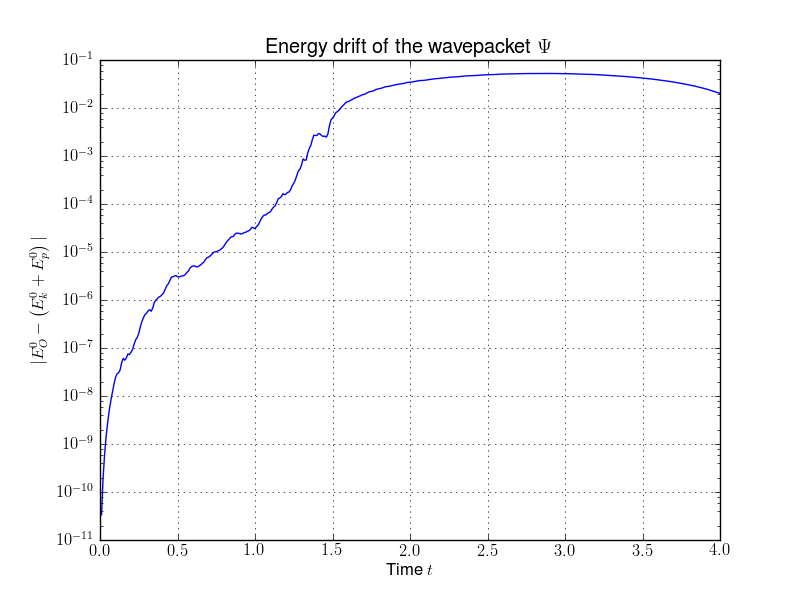 Energy drift of the wavepacket Ψ
10⁻¹
10⁻²
10⁻³
10⁻⁴
10⁻⁵
10⁻⁶
10⁻⁷
10⁻⁸
10⁻⁹
10⁻¹⁰
10⁻¹¹
|E_O^0 − (E_k^0 + E_p^0) |
0.0 0.5 1.0 1.5 2.0 2.5 3.0 3.5 4.0
Time t